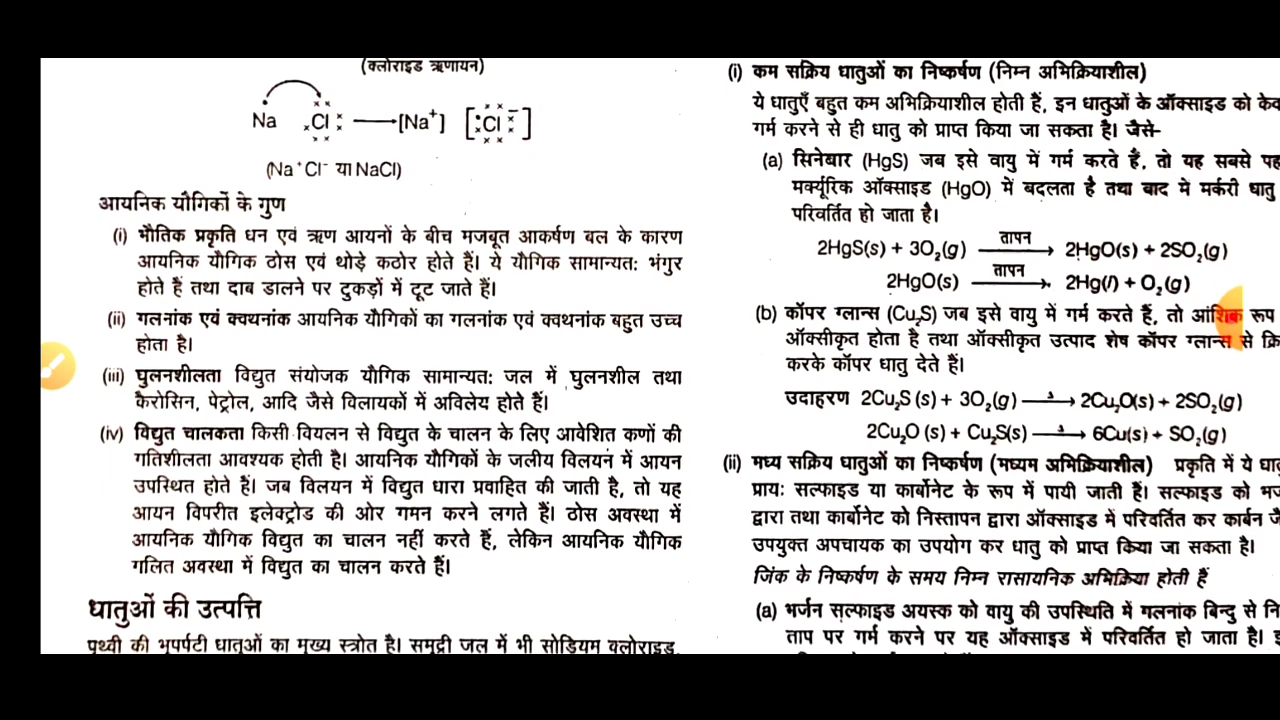 (क्लोराइड ऋणायन)
Na Cl ⟶ [Na⁺] [Cl⁻]
(Na⁺Cl⁻ या NaCl)
आयनिक यौगिकों के गुण
(i) भौतिक प्रकृति धन एवं ऋण आयनों के बीच मजबूत आकर्षण बल के कारण
आयनिक यौगिक ठोस एवं थोड़े कठोर होते हैं। ये यौगिक सामान्यत: भंगुर
होते हैं तथा दाब डालने पर टुकड़ों में टूट जाते हैं।
(ii) गलनांक एवं क्वथनांक आयनिक यौगिकों का गलनांक एवं क्वथनांक बहुत उच्च
होता है।
(iii) घुलनशीलता विद्युत संयोजक यौगिक सामान्यत: जल में घुलनशील तथा
कैरोसिन, पेट्रोल, आदि जैसे विलायकों में अविलेय होते हैं।
(iv) विद्युत चालकता किसी वियलन से विद्युत के चालन के लिए आवेशित कणों की
गतिशीलता आवश्यक होती है। आयनिक यौगिकों के जलीय विलयन में आयन
उपस्थित होते हैं। जब विलयन में विद्युत धारा प्रवाहित की जाती है, तो यह
आयन विपरीत इलेक्ट्रोड की ओर गमन करने लगते हैं। ठोस अवस्था में
आयनिक यौगिक विद्युत का चालन नहीं करते हैं, लेकिन आयनिक यौगिक
गलित अवस्था में विद्युत का चालन करते हैं।
धातुओं की उत्पत्ति
पृथ्वी की भूपर्पटी धातुओं का मुख्य स्त्रोत है। समुद्री जल में भी सोडियम क्लोराइड,
(i) कम सक्रिय धातुओं का निष्कर्षण (निम्न अभिक्रियाशील)
ये धातुएँ बहुत कम अभिक्रियाशील होती हैं, इन धातुओं के ऑक्साइड को केव
गर्म करने से ही धातु को प्राप्त किया जा सकता है। जैसे-
(a) सिनेबार (HgS) जब इसे वायु में गर्म करते हैं, तो यह सबसे पह
मर्क्यूरिक ऑक्साइड (HgO) में बदलता है तथा बाद मे मर्करी धातु
परिवर्तित हो जाता है।
2HgS(s) + 3O₂(g) ⟶ तापन 2HgO(s) + 2SO₂(g)
2HgO(s) ⟶ तापन 2Hg(l) + O₂(g)
(b) कॉपर ग्लान्स (Cu₂S) जब इसे वायु में गर्म करते हैं, तो आंशिक रूप
ऑक्सीकृत होता है तथा ऑक्सीकृत उत्पाद शेष कॉपर ग्लान्स से क्रि
करके कॉपर धातु देते हैं।
उदाहरण 2Cu₂S (s) + 3O₂(g) ⟶ 2Cu₂O(s) + 2SO₂(g)
2Cu₂O (s) + Cu₂S(s) ⟶ 6Cu(s) + SO₂(g)
(ii) मध्य सक्रिय धातुओं का निष्कर्षण (मध्यम अभिक्रियाशील) प्रकृति में ये धातु
प्रायः सल्फाइड या कार्बोनेट के रूप में पायी जाती हैं। सल्फाइड को भर्ज
द्वारा तथा कार्बोनेट को निस्तापन द्वारा ऑक्साइड में परिवर्तित कर कार्बन जै
उपयुक्त अपचायक का उपयोग कर धातु को प्राप्त किया जा सकता है।
जिंक के निष्कर्षण के समय निम्न रासायनिक अभिक्रिया होती हैं
(a) भर्जन सल्फाइड अयस्क को वायु की उपस्थिति में गलनांक बिन्दु से नि
ताप पर गर्म करने पर यह ऑक्साइड में परिवर्तित हो जाता है।